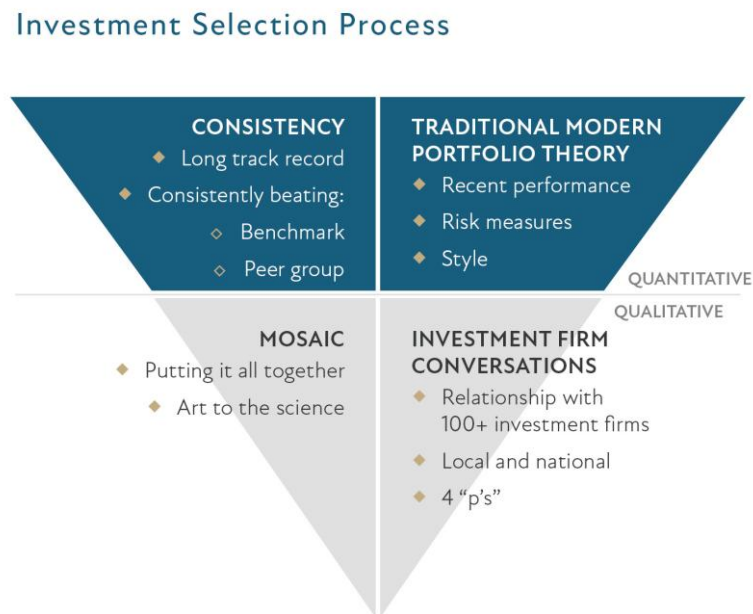 Investment Selection Process
CONSISTENCY
◆ Long track record
◆ Consistently beating:
◇ Benchmark
◇ Peer group
TRADITIONAL MODERN
PORTFOLIO THEORY
◆ Recent performance
◆ Risk measures
◆ Style
QUANTITATIVE
QUALITATIVE
MOSAIC
◆ Putting it all together
◆ Art to the science
INVESTMENT FIRM
CONVERSATIONS
◆ Relationship with
100+ investment firms
◆ Local and national
◆ 4 “p’s”